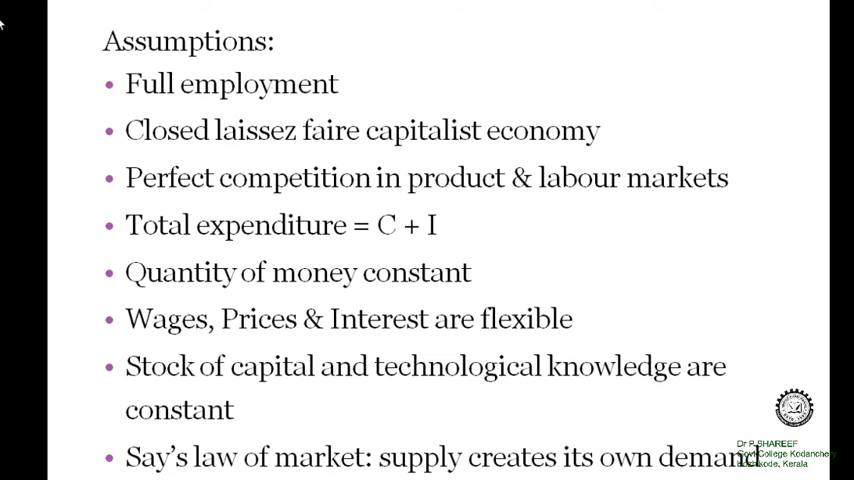 Assumptions:
• Full employment
• Closed laissez faire capitalist economy
• Perfect competition in product & labour markets
• Total expenditure = C + I
• Quantity of money constant
• Wages, Prices & Interest are flexible
• Stock of capital and technological knowledge are
constant
• Say's law of market: supply creates its own demand
Dr P SHAREEF
Govt College Kodanchery
Kozhikode, Kerala